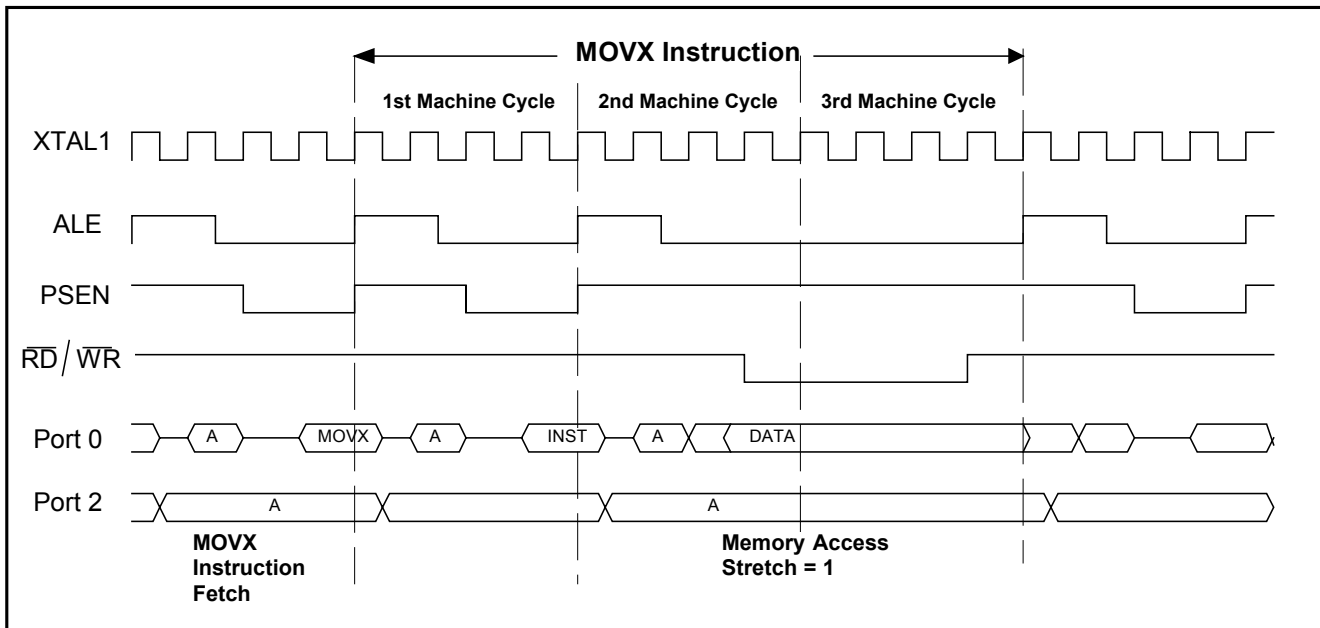 MOVX Instruction
1st Machine Cycle 2nd Machine Cycle 3rd Machine Cycle
XTAL1
ALE
PSEN
RD/WR
Port 0 A MOVX A INST A DATA
Port 2 A A
MOVX
Instruction
Fetch
Memory Access
Stretch = 1